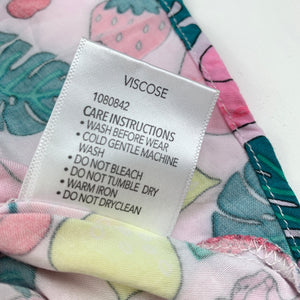 VISCOSE
1080842
CARE INSTRUCTIONS
• WASH BEFORE WEAR
• COLD GENTLE MACHINE
WASH
• DO NOT BLEACH
• DO NOT TUMBLE DRY
• WARM IRON
• DO NOT DRYCLEAN